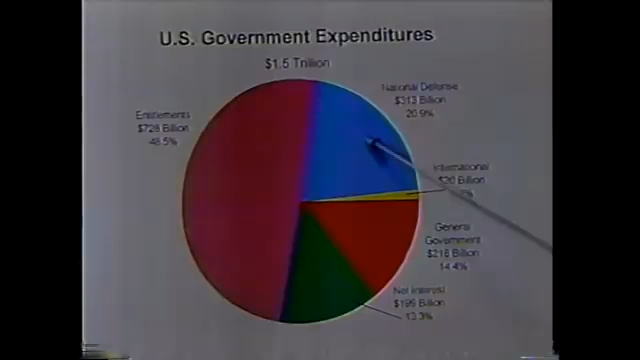 U.S. Government Expenditures
$1.5 Trillion
National Defense
$313 Billion
20.9%
Entitlements
$728 Billion
48.5%
International
$20 Billion
General
Government
$216 Billion
14.4%
Net Interest
$199 Billion
13.3%